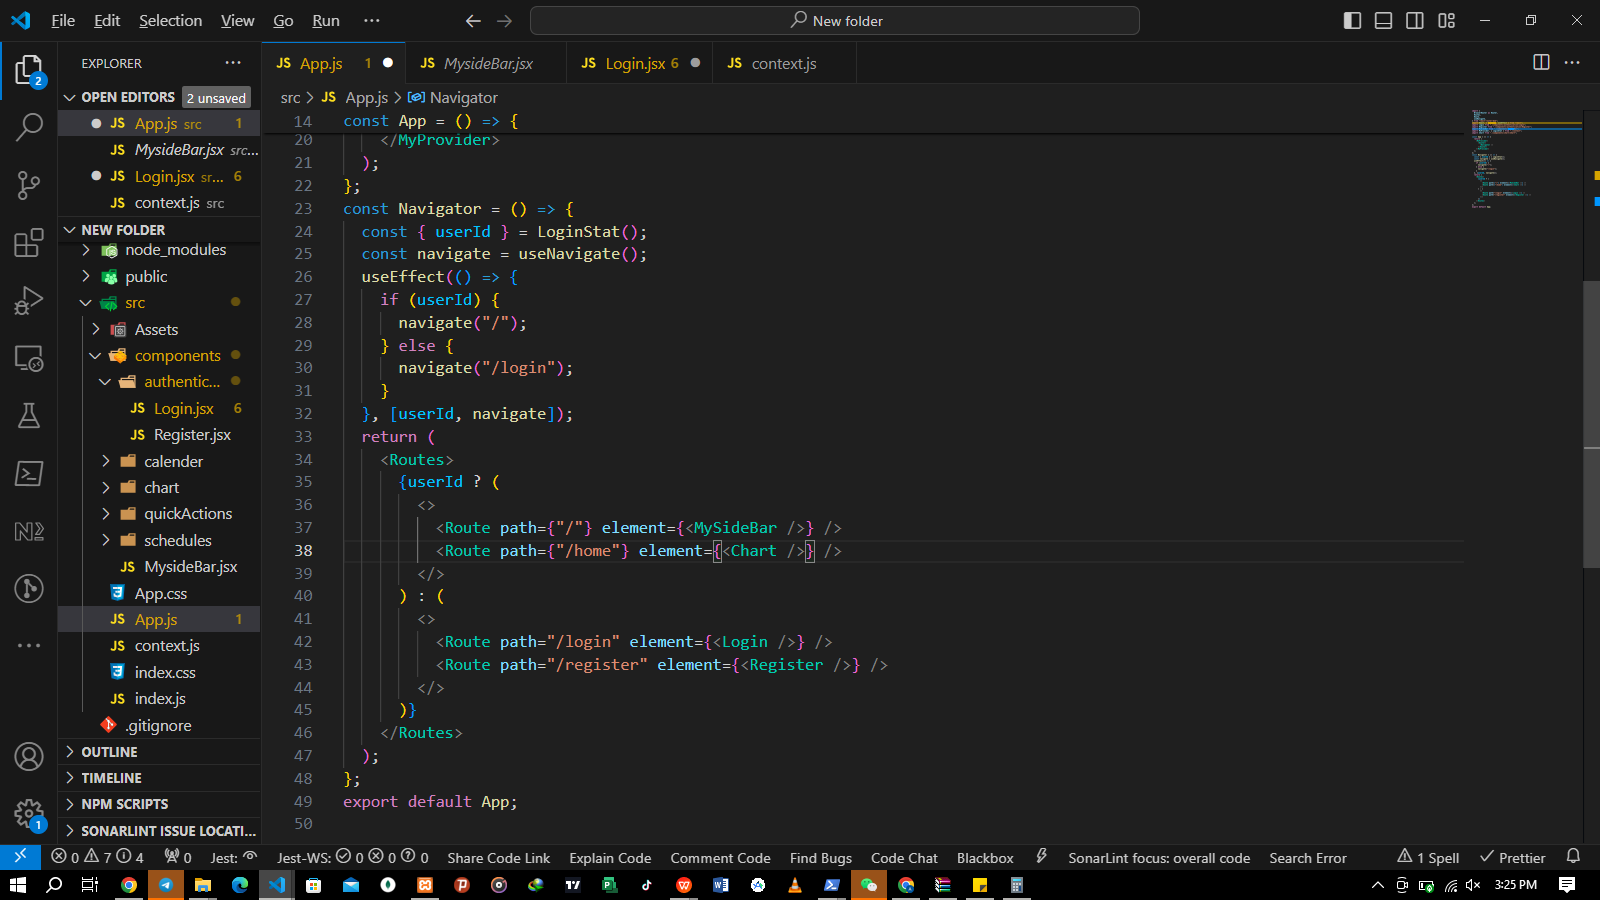 File Edit Selection View Go Run ··· New folder
EXPLORER ···
OPEN EDITORS 2 unsaved
JS App.js src 1
JS MysideBar.jsx src...
JS Login.jsx sr... 6
JS context.js src
NEW FOLDER
node_modules
public
src
Assets
components
authentic...
JS Login.jsx 6
JS Register.jsx
calender
chart
quickActions
schedules
JS MysideBar.jsx
App.css
JS App.js 1
JS context.js
index.css
JS index.js
.gitignore
OUTLINE
TIMELINE
NPM SCRIPTS
SONARLINT ISSUE LOCATI...
2
1
JS App.js 1 JS MysideBar.jsx JS Login.jsx 6 JS context.js
src > JS App.js > Navigator
14 const App = () => {
20 </MyProvider>
21 );
22 };
23 const Navigator = () => {
24 const { userId } = LoginStat();
25 const navigate = useNavigate();
26 useEffect(() => {
27 if (userId) {
28 navigate("/");
29 } else {
30 navigate("/login");
31 }
32 }, [userId, navigate]);
33 return (
34 <Routes>
35 {userId ? (
36 <>
37 <Route path={"/"} element={<MySideBar />} />
38 <Route path={"/home"} element={<Chart />} />
39 </>
40 ) : (
41 <>
42 <Route path="/login" element={<Login />} />
43 <Route path="/register" element={<Register />} />
44 </>
45 )}
46 </Routes>
47 );
48 };
49 export default App;
50
0 7 4 0 Jest: Jest-WS: 0 0 0 Share Code Link Explain Code Comment Code Find Bugs Code Chat Blackbox SonarLint focus: overall code Search Error 1 Spell Prettier
3:25 PM